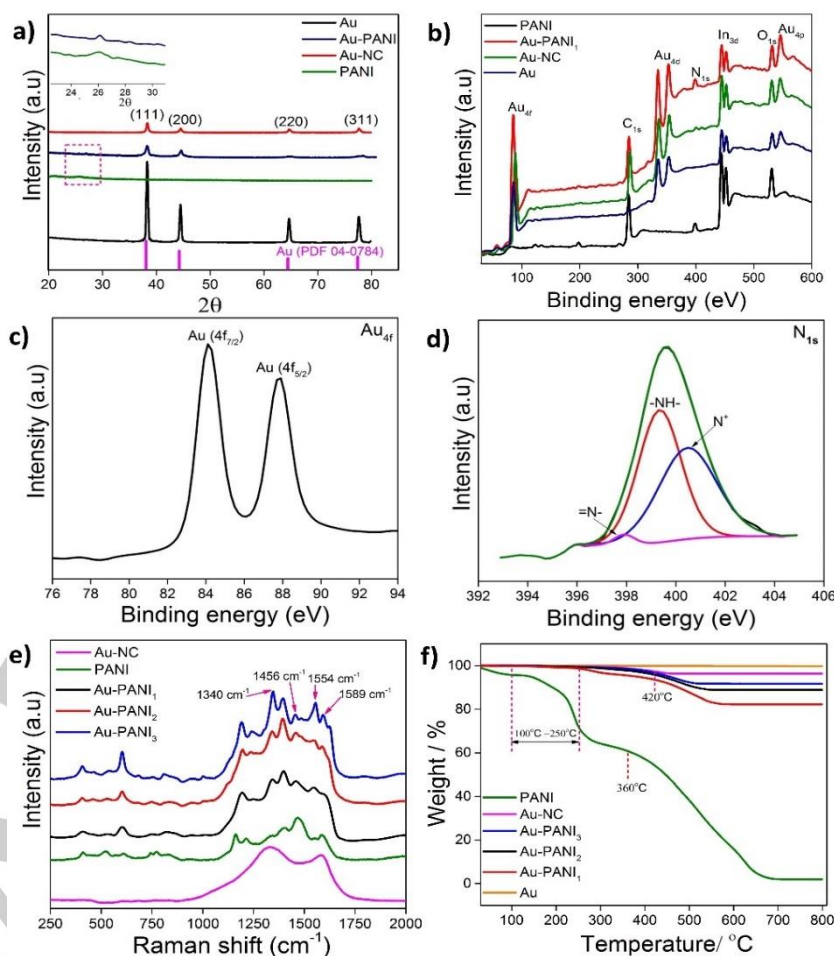 a)
Au
Au-PANI
Au-NC
PANI
24 26 28 30
2θ
(111) (200) (220) (311)
Au (PDF 04-0784)
20 30 40 50 60 70 80
2θ
Intensity (a.u)
b)
PANI
Au-PANI₁
Au-NC
Au
Au₄f
C₁s
Au₄d
N₁s
In₃d
O₁s
Au₄p
100 200 300 400 500 600
Binding energy (eV)
Intensity (a.u)
c)
Au₄f
Au (4f₇/₂)
Au (4f₅/₂)
76 78 80 82 84 86 88 90 92 94
Binding energy (eV)
Intensity (a.u)
d)
N₁s
-NH-
N⁺
=N-
392 394 396 398 400 402 404 406
Binding energy (eV)
Intensity (a.u)
e)
Au-NC
PANI
Au-PANI₁
Au-PANI₂
Au-PANI₃
1340 cm⁻¹
1456 cm⁻¹
1554 cm⁻¹
1589 cm⁻¹
250 500 750 1000 1250 1500 1750 2000
Raman shift (cm⁻¹)
Intensity (a.u)
f)
100
80
60
40
20
0
420°C
100°C –250°C
360°C
PANI
Au-NC
Au-PANI₃
Au-PANI₂
Au-PANI₁
Au
100 200 300 400 500 600 700 800
Temperature/ °C
Weight / %